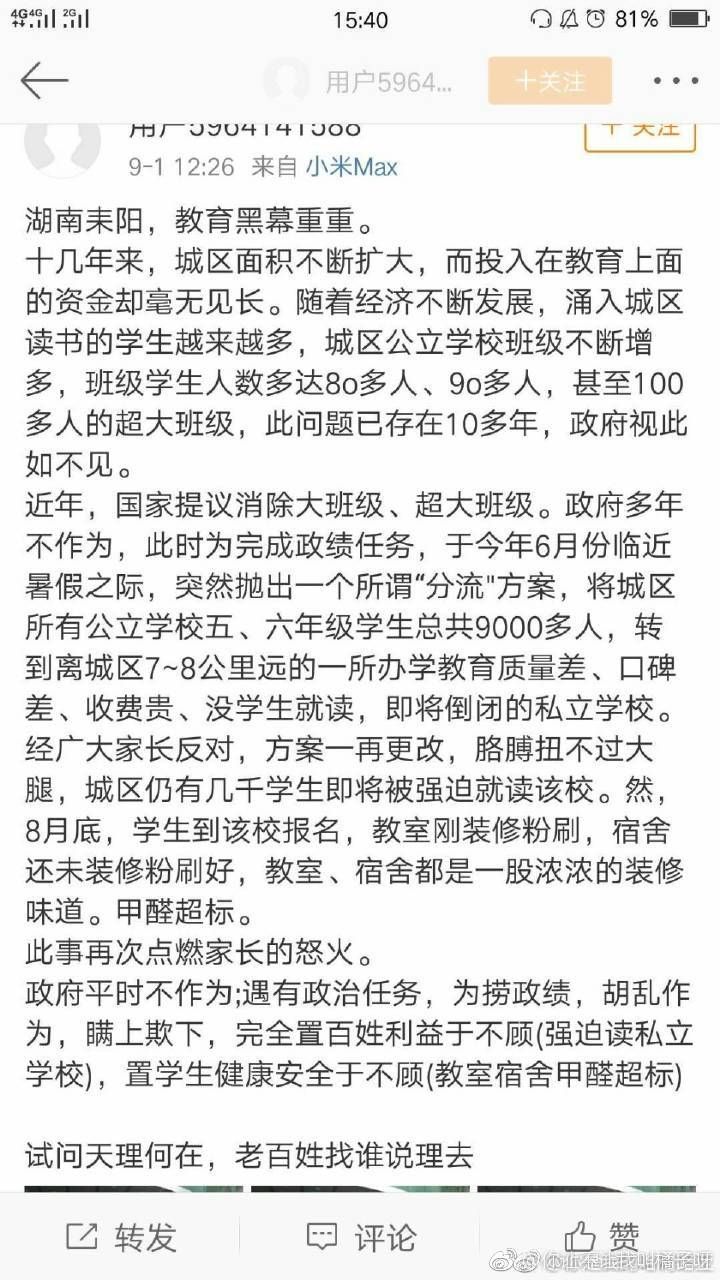 4G 4G 2G 15:40 81%
用户5964... 十关注
用户5964141588 十 关注
9-1 12:26 来自 小米Max
湖南耒阳，教育黑幕重重。
十几年来，城区面积不断扩大，而投入在教育上面
的资金却毫无见长。随着经济不断发展，涌入城区
读书的学生越来越多，城区公立学校班级不断增
多，班级学生人数多达8o多人、9o多人，甚至100
多人的超大班级，此问题已存在10多年，政府视此
如不见。
近年，国家提议消除大班级、超大班级。政府多年
不作为，此时为完成政绩任务，于今年6月份临近
暑假之际，突然抛出一个所谓“分流"方案，将城区
所有公立学校五、六年级学生总共9000多人，转
到离城区7~8公里远的一所办学教育质量差、口碑
差、收费贵、没学生就读，即将倒闭的私立学校。
经广大家长反对，方案一再更改，胳膊扭不过大
腿，城区仍有几千学生即将被强迫就读该校。然，
8月底，学生到该校报名，教室刚装修粉刷，宿舍
还未装修粉刷好，教室、宿舍都是一股浓浓的装修
味道。甲醛超标。
此事再次点燃家长的怒火。
政府平时不作为;遇有政治任务，为捞政绩，胡乱作
为，瞒上欺下，完全置百姓利益于不顾(强迫读私立
学校)，置学生健康安全于不顾(教室宿舍甲醛超标)
试问天理何在，老百姓找谁说理去
转发 评论 赞